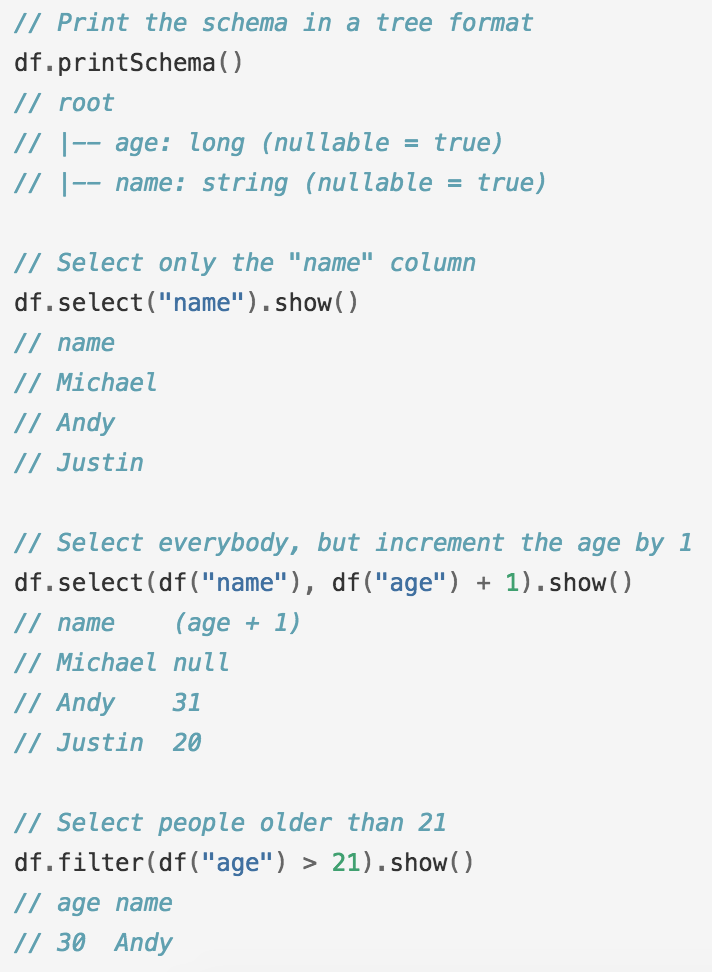 // Print the schema in a tree format
df.printSchema()
// root
// |-- age: long (nullable = true)
// |-- name: string (nullable = true)

// Select only the "name" column
df.select("name").show()
// name
// Michael
// Andy
// Justin

// Select everybody, but increment the age by 1
df.select(df("name"), df("age") + 1).show()
// name    (age + 1)
// Michael null
// Andy    31
// Justin  20

// Select people older than 21
df.filter(df("age") > 21).show()
// age name
// 30  Andy